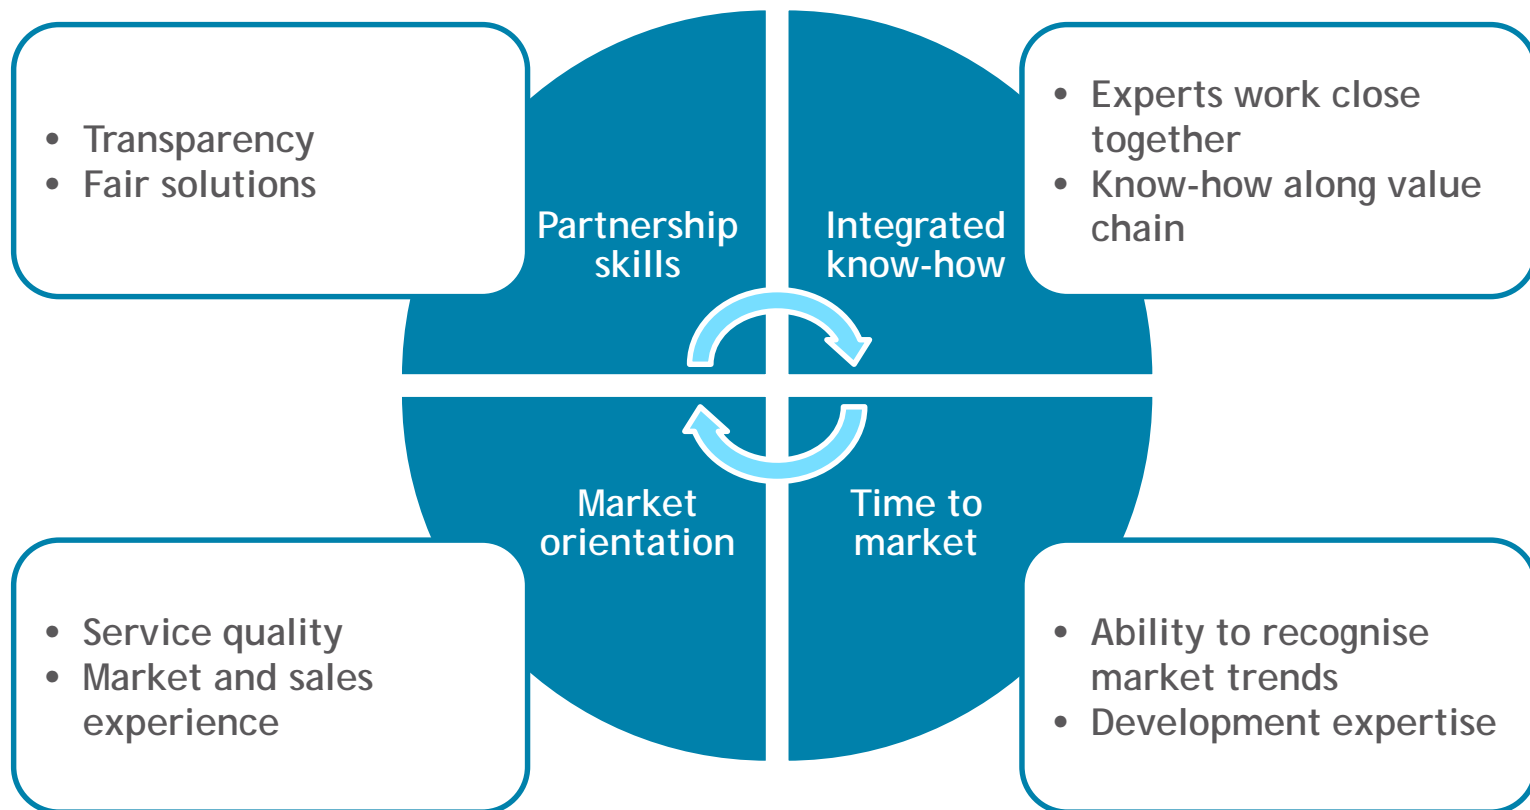 • Transparency
• Fair solutions
Partnership
skills
Integrated
know-how
• Experts work close
together
• Know-how along value
chain
• Service quality
• Market and sales
experience
Market
orientation
Time to
market
• Ability to recognise
market trends
• Development expertise